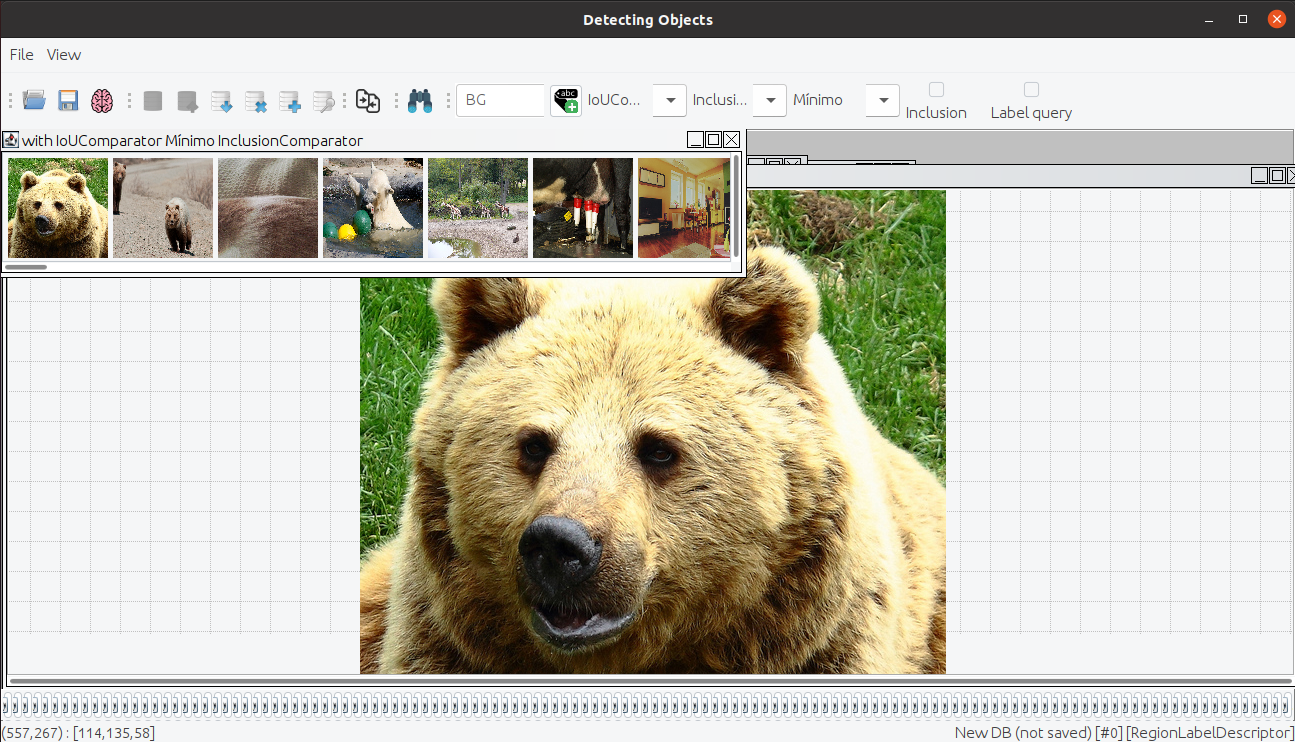 Detecting Objects
File View
BG abc IoUCo... Inclusi... Mínimo Inclusion Label query
with IoUComparator Mínimo InclusionComparator
(557,267) : [114,135,58] New DB (not saved) [#0] [RegionLabelDescriptor]